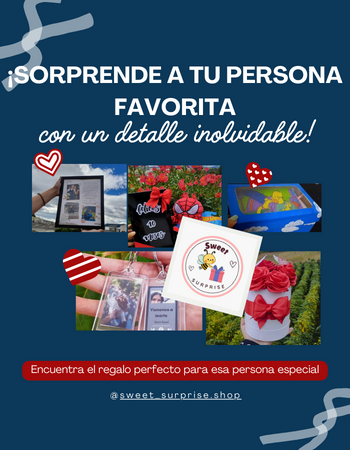 ¡SORPRENDE A TU PERSONA
FAVORITA
con un detalle inolvidable!
Sweet
SURPRISE
Encuentra el regalo perfecto para esa persona especial
@sweet_surprise.shop